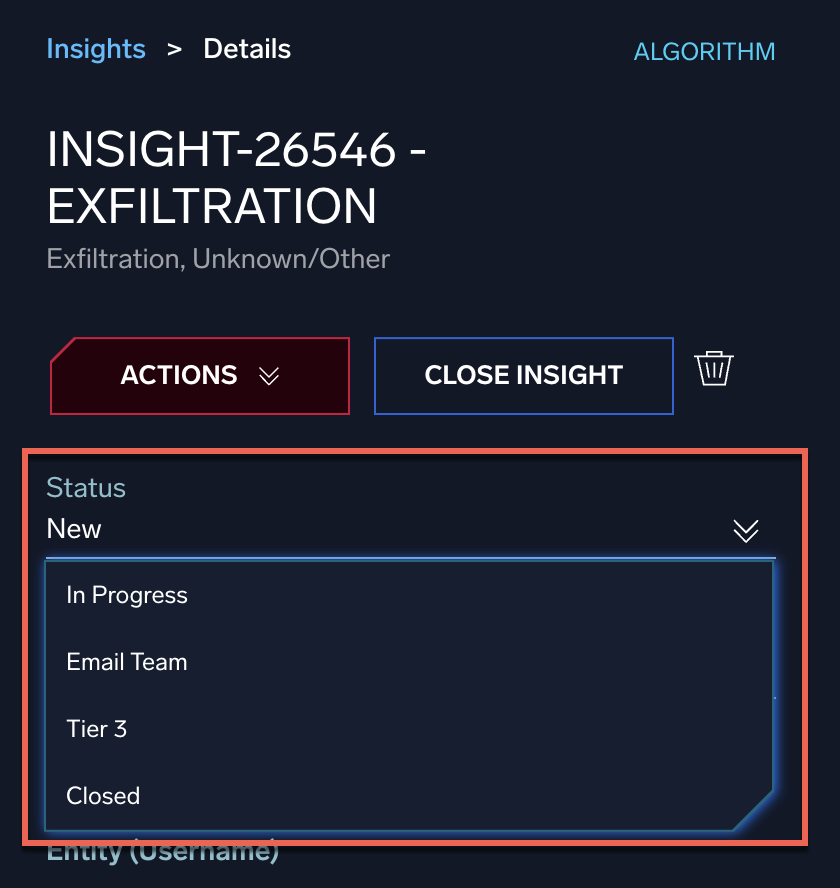 Insights > Details
ALGORITHM
INSIGHT-26546 -
EXFILTRATION
Exfiltration, Unknown/Other
ACTIONS
CLOSE INSIGHT
Status
New
In Progress
Email Team
Tier 3
Closed
Entity (Username)